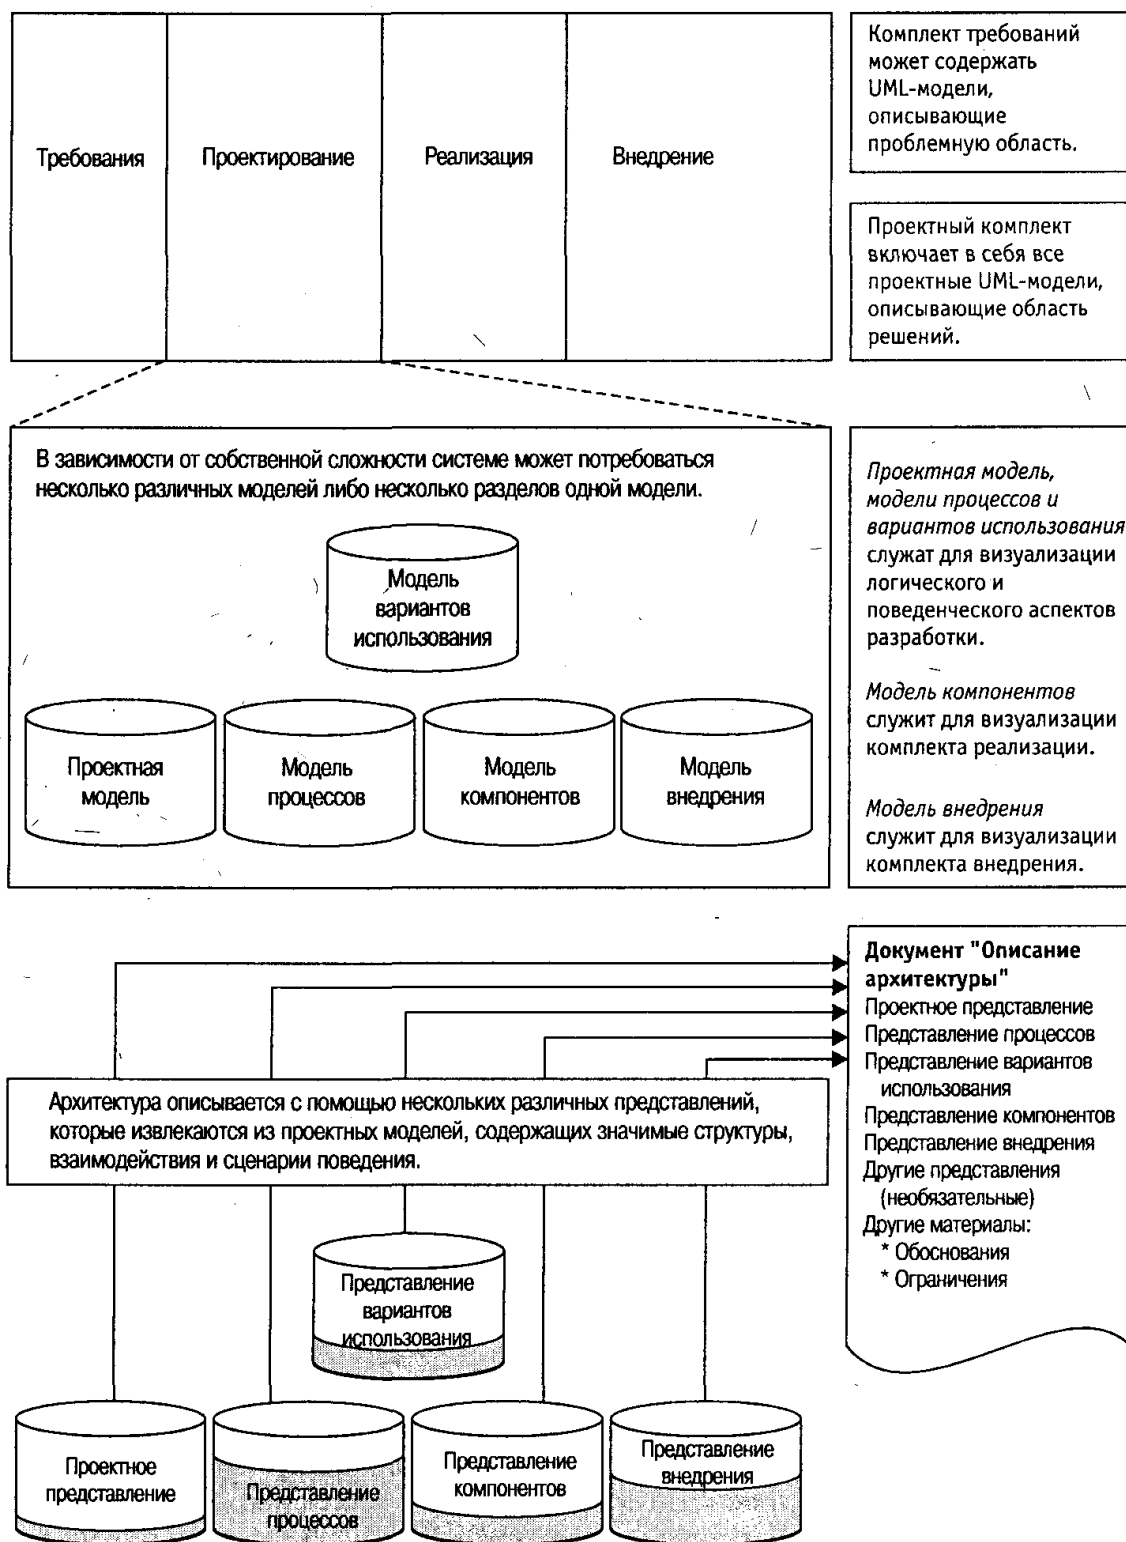 Требования
Проектирование
Реализация
Внедрение
Комплект требований
может содержать
UML-модели,
описывающие
проблемную область.
Проектный комплект
включает в себя все
проектные UML-модели,
описывающие область
решений.
В зависимости от собственной сложности системе может потребоваться
несколько различных моделей либо несколько разделов одной модели.
Модель
вариантов
использования
Проектная
модель
Модель
процессов
Модель
компонентов
Модель
внедрения
Проектная модель,
модели процессов и
вариантов использования
служат для визуализации
логического и
поведенческого аспектов
разработки.
Модель компонентов
служит для визуализации
комплекта реализации.
Модель внедрения
служит для визуализации
комплекта внедрения.
Документ "Описание
архитектуры"
Проектное представление
Представление процессов
Представление вариантов
использования
Представление компонентов
Представление внедрения
Другие представления
(необязательные)
Другие материалы:
* Обоснования
* Ограничения
Архитектура описывается с помощью нескольких различных представлений,
которые извлекаются из проектных моделей, содержащих значимые структуры,
взаимодействия и сценарии поведения.
Представление
вариантов
использования
Проектное
представление
Представление
процессов
Представление
компонентов
Представление
внедрения